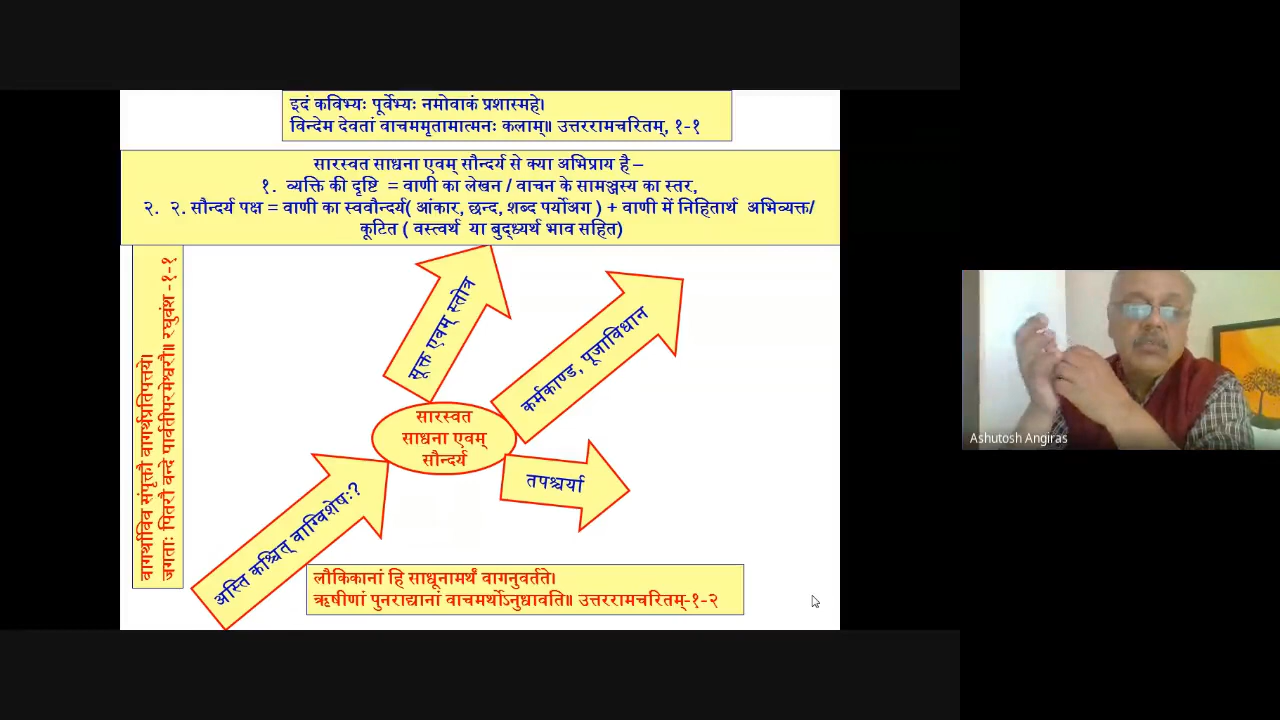 इदं कविभ्यः पूर्वेभ्यः नमोवाकं प्रशास्महे।
विन्देम देवतां वाचममृतामात्मनः कलाम्॥ उत्तररामचरितम्, १-१
सारस्वत साधना एवम् सौन्दर्य से क्या अभिप्राय है –
१. व्यक्ति की दृष्टि = वाणी का लेखन / वाचन के सामञ्जस्य का स्तर,
२. २. सौन्दर्य पक्ष = वाणी का स्ववौन्दर्य( आंकार, छन्द, शब्द पर्योअग ) + वाणी में निहितार्थ अभिव्यक्त/
कूटित ( वस्त्वर्थ या बुद्ध्यर्थ भाव सहित)
वागर्थाविव संपृक्तौ वागर्थप्रतिपत्तये।
जगताः पितरौ वन्दे पार्वतीपरमेश्वरौ॥ रघुवंश -१-१
सूक्त एवम् स्तोत्र
कर्मकाण्ड, पूजाविधान
सारस्वत
साधना एवम्
सौन्दर्य
तपश्चर्या
अस्ति कश्चित् वाग्विशेषः?
लौकिकानां हि साधूनामर्थं वागनुवर्तते।
ऋषीणां पुनराद्यानां वाचमर्थोऽनुधावति॥ उत्तररामचरितम्-१-२
Ashutosh Angiras